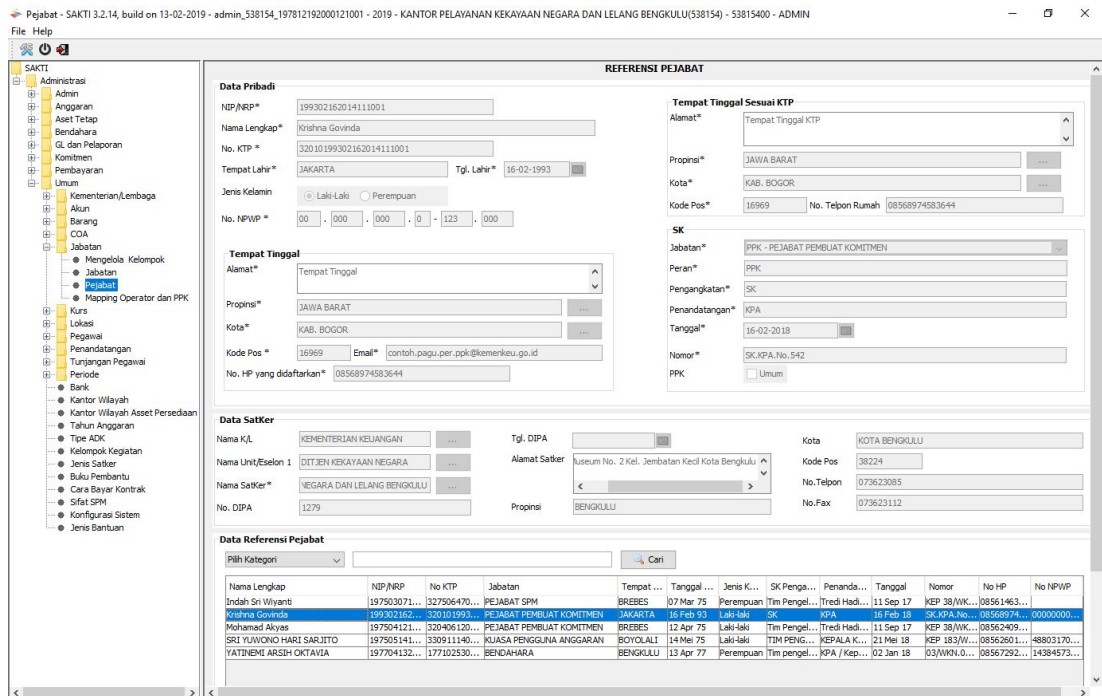 Pejabat - SAKTI 3.2.14, build on 13-02-2019 - admin_538154_197812192000121001 - 2019 - KANTOR PELAYANAN KEKAYAAN NEGARA DAN LELANG BENGKULU(538154) - 53815400 - ADMIN
File Help
SAKTI
Administrasi
Admin
Anggaran
Aset Tetap
Bendahara
GL dan Pelaporan
Komitmen
Pembayaran
Umum
Kementerian/Lembaga
Akun
Barang
COA
Jabatan
Mengelola Kelompok
Jabatan
Pejabat
Mapping Operator dan PPK
Kurs
Lokasi
Pegawai
Penandatangan
Tunjangan Pegawai
Periode
Bank
Kantor Wilayah
Kantor Wilayah Asset Persediaan
Tahun Anggaran
Tipe ADK
Kelompok Kegiatan
Jenis Satker
Buku Pembantu
Cara Bayar Kontrak
Sifat SPM
Konfigurasi Sistem
Jenis Bantuan
REFERENSI PEJABAT
Data Pribadi
NIP/NRP* 199302162014111001
Nama Lengkap* Krishna Govinda
No. KTP * 32010199302162014111001
Tempat Lahir* JAKARTA Tgl. Lahir* 16-02-1993
Jenis Kelamin Laki-Laki Perempuan
No. NPWP * 00 . 000 . 000 . 0 - 123 . 000
Tempat Tinggal
Alamat* Tempat Tinggal
Propinsi* JAWA BARAT ...
Kota* KAB. BOGOR ...
Kode Pos * 16969 Email* contoh.pagu.per.ppk@kemenkeu.go.id
No. HP yang didaftarkan* 08568974583644
Tempat Tinggal Sesuai KTP
Alamat* Tempat Tinggal KTP
Propinsi* JAWA BARAT ...
Kota* KAB. BOGOR ...
Kode Pos* 16969 No. Telpon Rumah 08568974583644
SK
Jabatan* PPK - PEJABAT PEMBUAT KOMITMEN
Peran* PPK
Pengangkatan* SK
Penandatangan* KPA
Tanggal* 16-02-2018
Nomor* SK.KPA.No.542
PPK Umum
Data SatKer
Nama K/L KEMENTERIAN KEUANGAN ... Tgl. DIPA Kota KOTA BENGKULU
Nama Unit/Eselon 1 DITJEN KEKAYAAN NEGARA ... Alamat Satker Museum No. 2 Kel. Jembatan Kecil Kota Bengkulu Kode Pos 38224
Nama SatKer* NEGARA DAN LELANG BENGKULU ... No.Telpon 073623085
No. DIPA 1279 Propinsi BENGKULU No.Fax 073623112
Data Referensi Pejabat
Pilih Kategori Cari
Nama Lengkap NIP/NRP No KTP Jabatan Tempat ... Tanggal ... Jenis K... SK Penga... Penanda... Tanggal Nomor No HP No NPWP
Indah Sri Wiyanti 197503071... 327506470... PEJABAT SPM BREBES 07 Mar 75 Perempuan Tim Pengel... Tredi Hadi... 11 Sep 17 KEP 38/WK... 08561463...
Krishna Govinda 199302162... 320101993... PEJABAT PEMBUAT KOMITMEN JAKARTA 16 Feb 93 Laki-laki SK KPA 16 Feb 18 SK.KPA.No... 08568974... 00000000...
Mohamad Akyas 197504121... 320406120... PEJABAT PEMBUAT KOMITMEN BREBES 12 Apr 75 Laki-laki Tim Pengel... Tredi Hadi... 11 Sep 17 KEP 38/WK... 08562409...
SRI YUWONO HARI SARJITO 197505141... 330911140... KUASA PENGGUNA ANGGARAN BOYOLALI 14 Mei 75 Laki-laki TIM PENG... KEPALA K... 21 Mei 18 KEP 183/W... 08562601... 48803170...
YATINEMI ARSIH OKTAVIA 197704132... 177102530... BENDAHARA BENGKULU 13 Apr 77 Perempuan Tim pengel... KPA / Kep... 02 Jan 18 03/WKN.0... 08567292... 14384573...